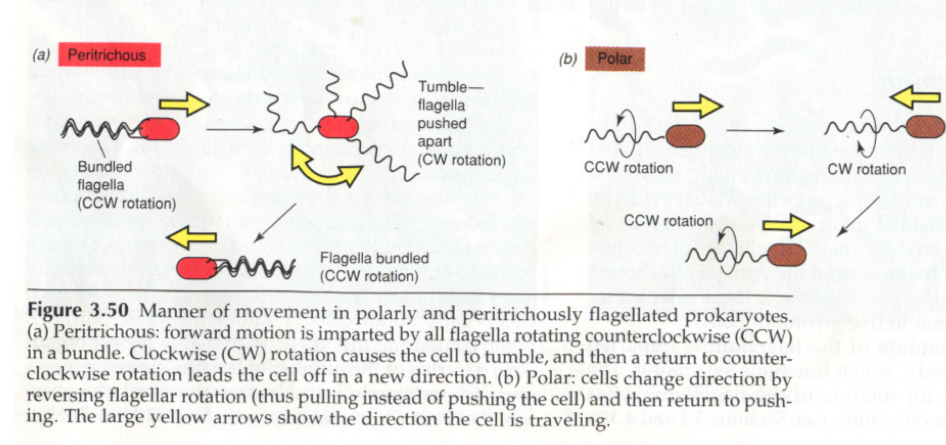 (a) Peritrichous
Tumble—
flagella
pushed
apart
(CW rotation)
Bundled
flagella
(CCW rotation)
Flagella bundled
(CCW rotation)
(b) Polar
CCW rotation
CW rotation
CCW rotation
Figure 3.50 Manner of movement in polarly and peritrichously flagellated prokaryotes.
(a) Peritrichous: forward motion is imparted by all flagella rotating counterclockwise (CCW)
in a bundle. Clockwise (CW) rotation causes the cell to tumble, and then a return to counter-
clockwise rotation leads the cell off in a new direction. (b) Polar: cells change direction by
reversing flagellar rotation (thus pulling instead of pushing the cell) and then returning to push-
ing. The large yellow arrows show the direction the cell is traveling.